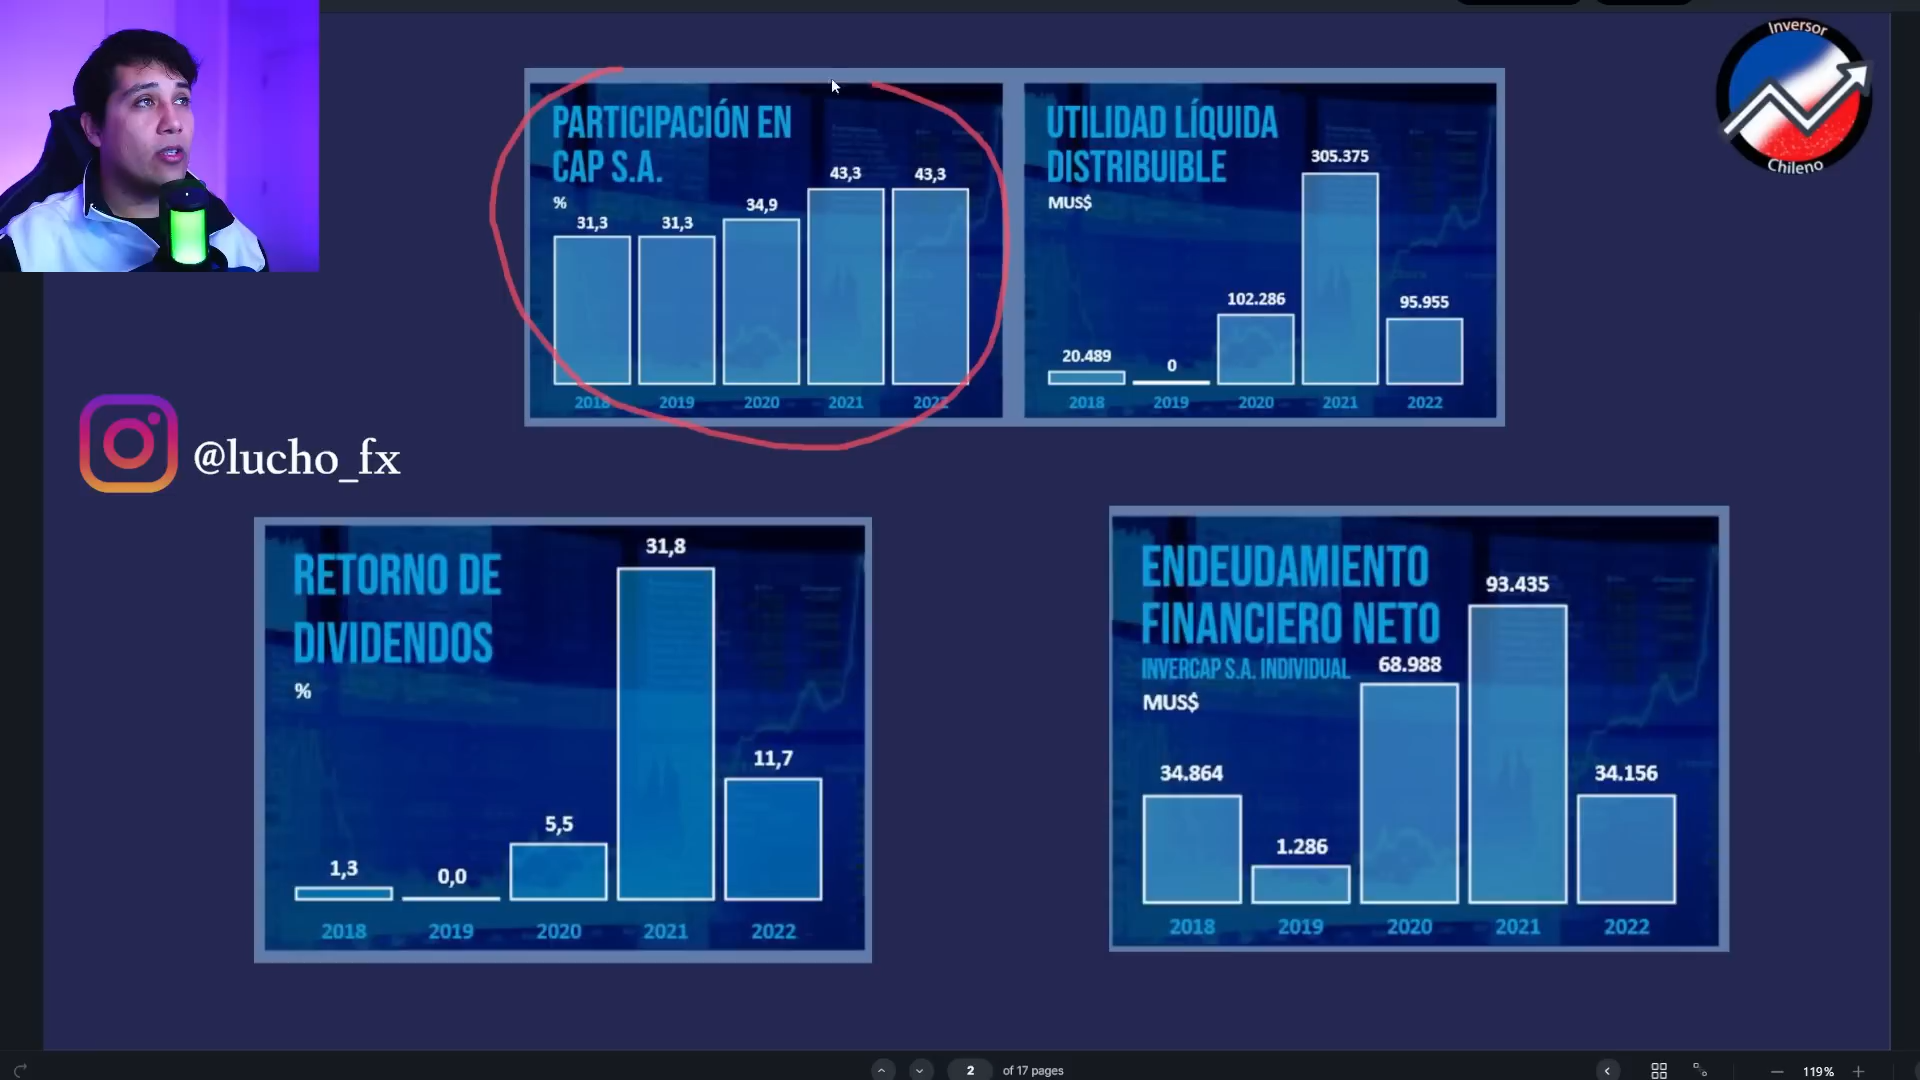 Inversor
Chileno
PARTICIPACIÓN EN
CAP S.A.
%
31,3
31,3
34,9
43,3
43,3
2018
2019
2020
2021
2022
UTILIDAD LÍQUIDA
DISTRIBUIBLE
MUS$
20.489
0
102.286
305.375
95.955
2018
2019
2020
2021
2022
@lucho_fx
RETORNO DE
DIVIDENDOS
%
1,3
0,0
5,5
31,8
11,7
2018
2019
2020
2021
2022
ENDEUDAMIENTO
FINANCIERO NETO
INVERCAP S.A. INDIVIDUAL
MUS$
34.864
1.286
68.988
93.435
34.156
2018
2019
2020
2021
2022
2 of 17 pages
119%